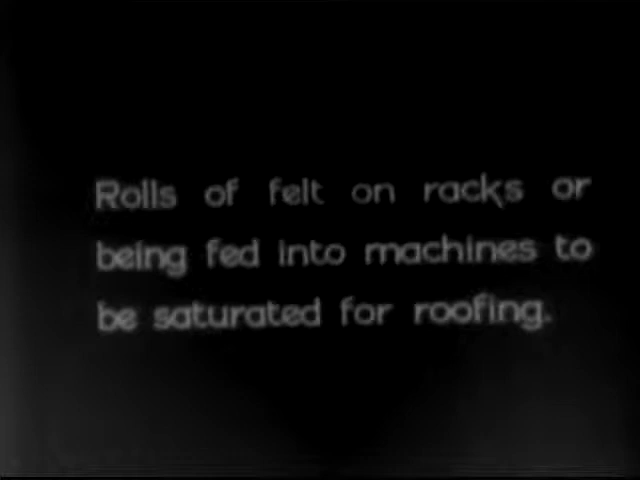 Rolls of felt on racks or
being fed into machines to
be saturated for roofing.